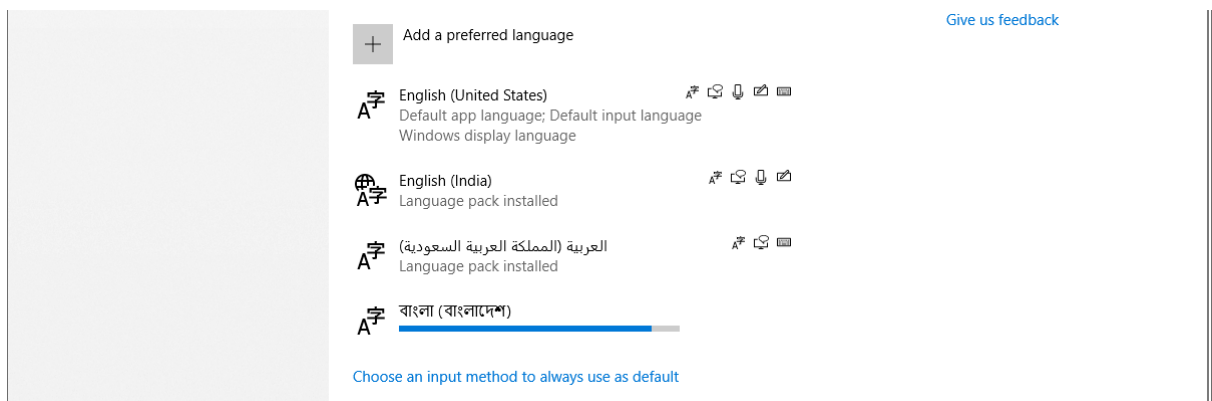 Give us feedback
Add a preferred language
English (United States)
Default app language; Default input language
Windows display language
English (India)
Language pack installed
العربية (المملكة العربية السعودية)
Language pack installed
বাংলা (বাংলাদেশ)
Choose an input method to always use as default